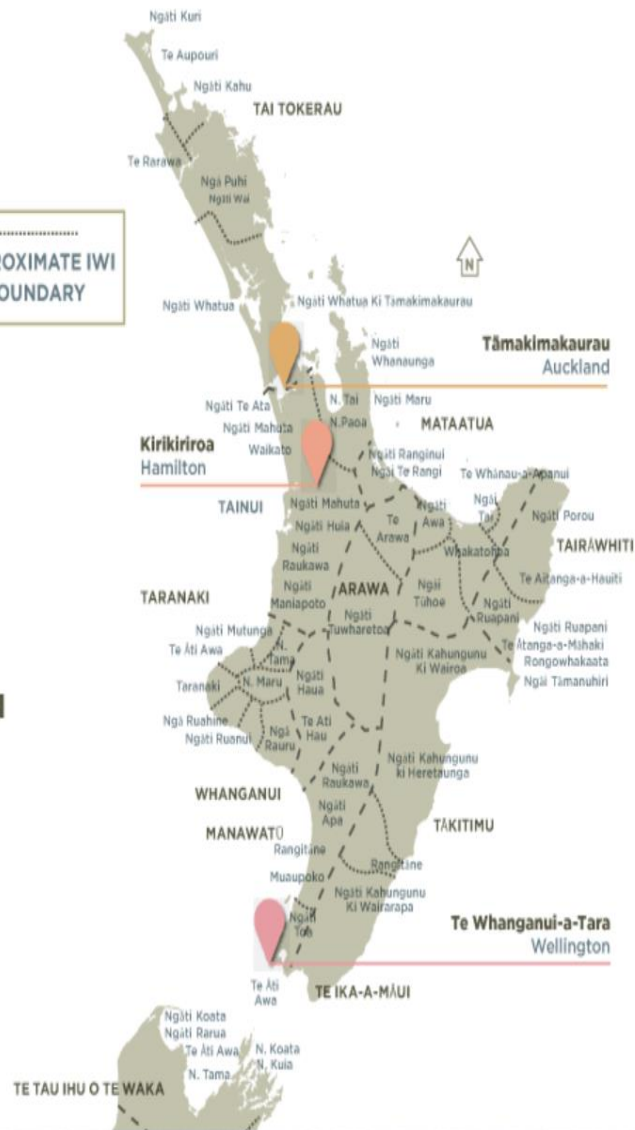 Ngāti Kuri
Te Aupouri
Ngāti Kahu
TAI TOKERAU
Te Rarawa
Ngā Puhi
Ngāti Wai
OXIMATE IWI
OUNDARY
N
Ngāti Whatua
Ngāti Whatua Ki Tāmakimakaurau
Ngāti
Whanaunga
Tāmakimakaurau
Auckland
Ngāti Te Ata
N. Tai
Ngāti Maru
Ngāti Mahuta
N.Paoa
MATAATUA
Kirikiriroa
Hamilton
Waikato
Ngāti Ranginui
Ngāi Te Rangi
Te Whānau-a-Apanui
TAINUI
Ngāti Mahuta
Ngāti Huia
Te
Arawa
Ngāti
Awa
Ngāi
Tai
Ngāti Porou
TAIRĀWHITI
Ngāti
Raukawa
Whakatohea
Te Aitanga-a-Hauiti
TARANAKI
Ngāti
Maniapoto
ARAWA
Ngāi
Tūhoe
Ngāti
Ruapani
Ngāti
Tuwharetoa
Ngāti Mutunga
Te Āti Awa
N.
Tama
Ngāti Ruapani
Te Ātanga-a-Māhaki
Rongowhakaata
Ngāi Tāmanuhiri
Ngāti Kahungunu
Ki Wairoa
Taranaki
N. Maru
Ngāti
Haua
Ngā Ruahine
Ngāti Ruanui
Ngā
Rauru
Te Ati
Hau
Ngāti Kahungunu
ki Heretaunga
Ngāti
Raukawa
WHANGANUI
Ngāti
Apa
MANAWATŪ
TĀKITIMU
Rangitāne
Rangitāne
Muaupoko
Ngāti Kahungunu
Ki Wairarapa
Ngāti
Toa
Te Whanganui-a-Tara
Wellington
Te Āti
Awa
TE IKA-A-MĀUI
Ngāti Koata
Ngāti Rarua
Te Āti Awa
N. Tama
N. Koata
N. Kuia
TE TAU IHU O TE WAKA